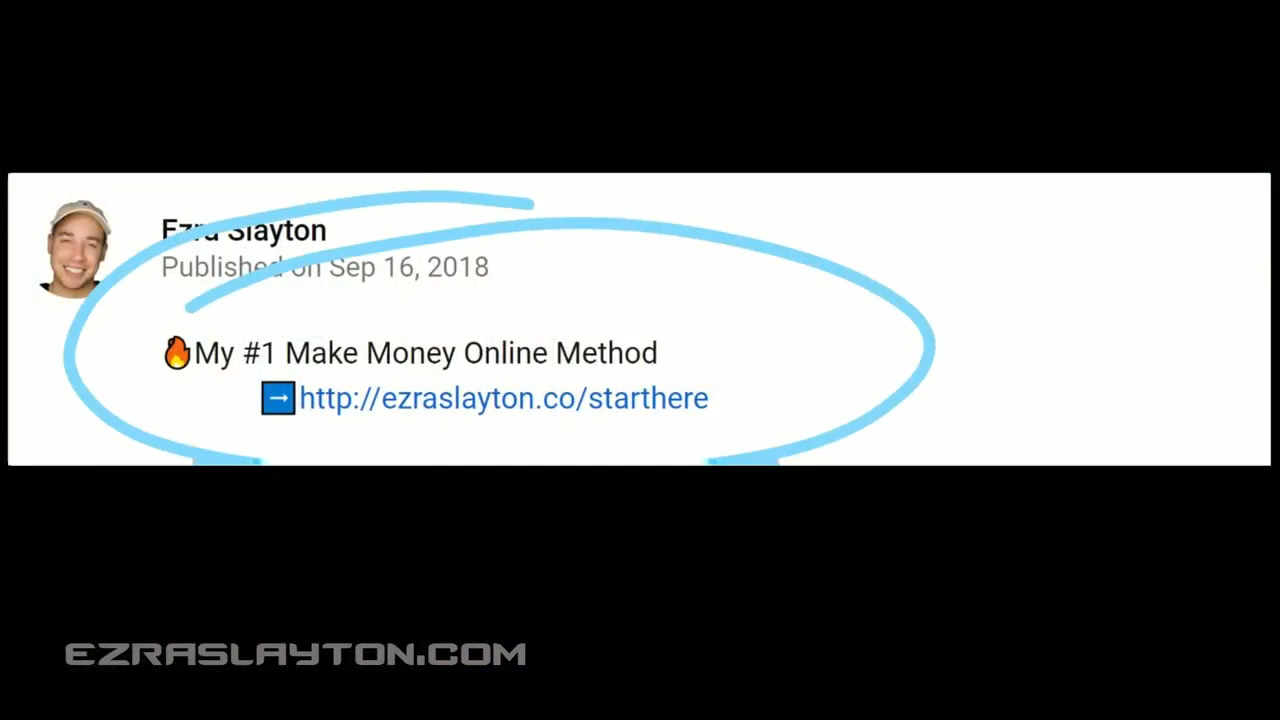 Ezra Slayton
Published on Sep 16, 2018
🔥My #1 Make Money Online Method
➡http://ezraslayton.co/starthere
EZRASLAYTON.COM